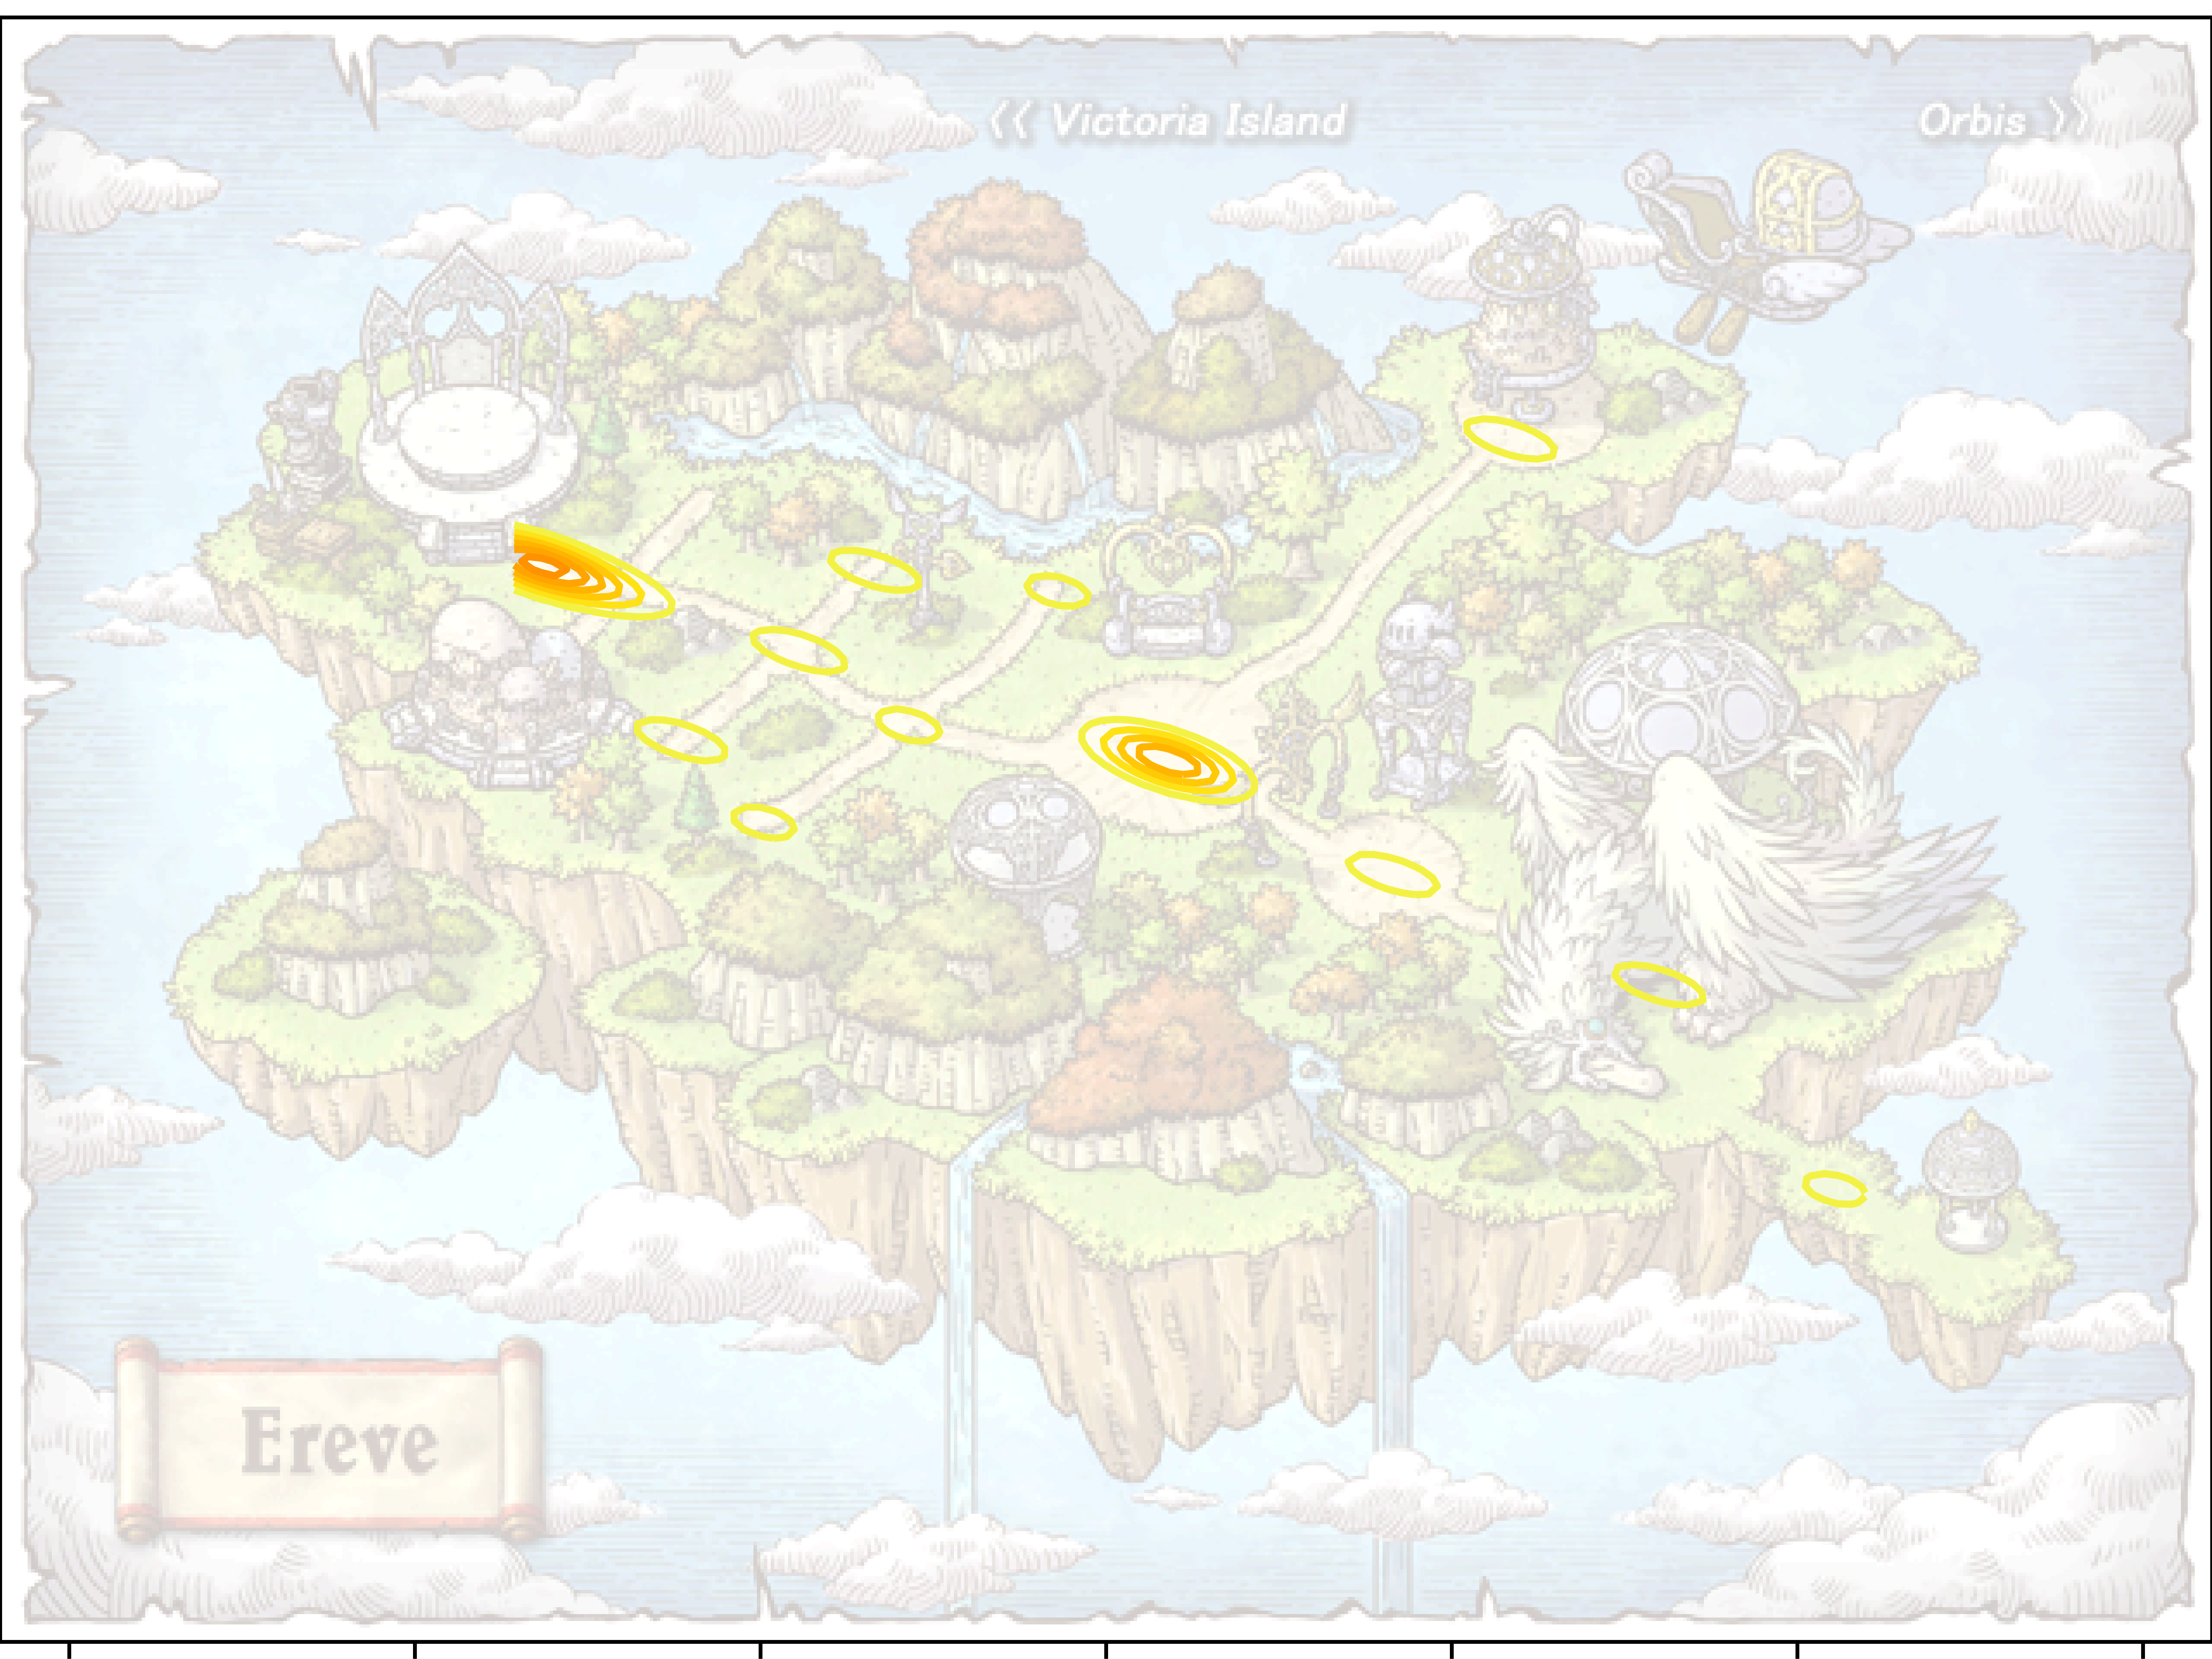 ⟨⟨ Victoria Island
Orbis ⟩⟩
Ereve